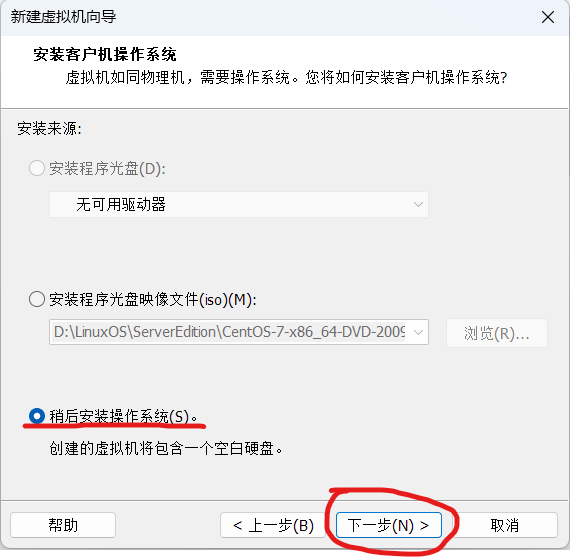 新建虚拟机向导
安装客户机操作系统
虚拟机如同物理机，需要操作系统。您将如何安装客户机操作系统?
安装来源:
安装程序光盘(D):
无可用驱动器
安装程序光盘映像文件(iso)(M):
D:\LinuxOS\ServerEdition\CentOS-7-x86_64-DVD-2009
浏览(R)...
稍后安装操作系统(S)。
创建的虚拟机将包含一个空白硬盘。
帮助
< 上一步(B)
下一步(N) >
取消